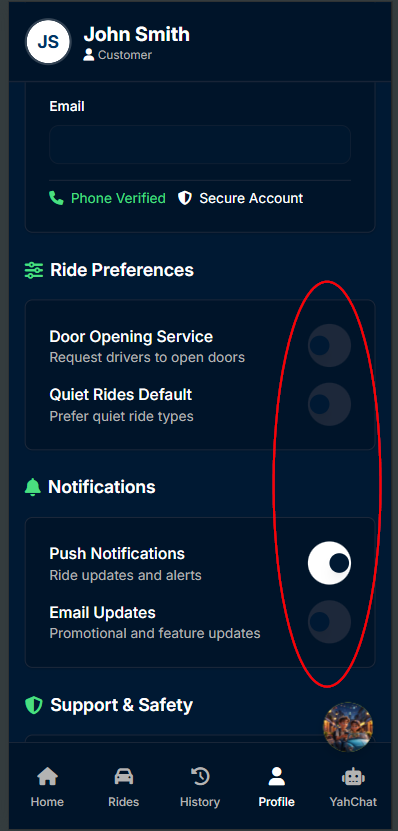 JS
John Smith
Customer
Email
Phone Verified Secure Account
Ride Preferences
Door Opening Service
Request drivers to open doors
Quiet Rides Default
Prefer quiet ride types
Notifications
Push Notifications
Ride updates and alerts
Email Updates
Promotional and feature updates
Support & Safety
Home Rides History Profile YahChat